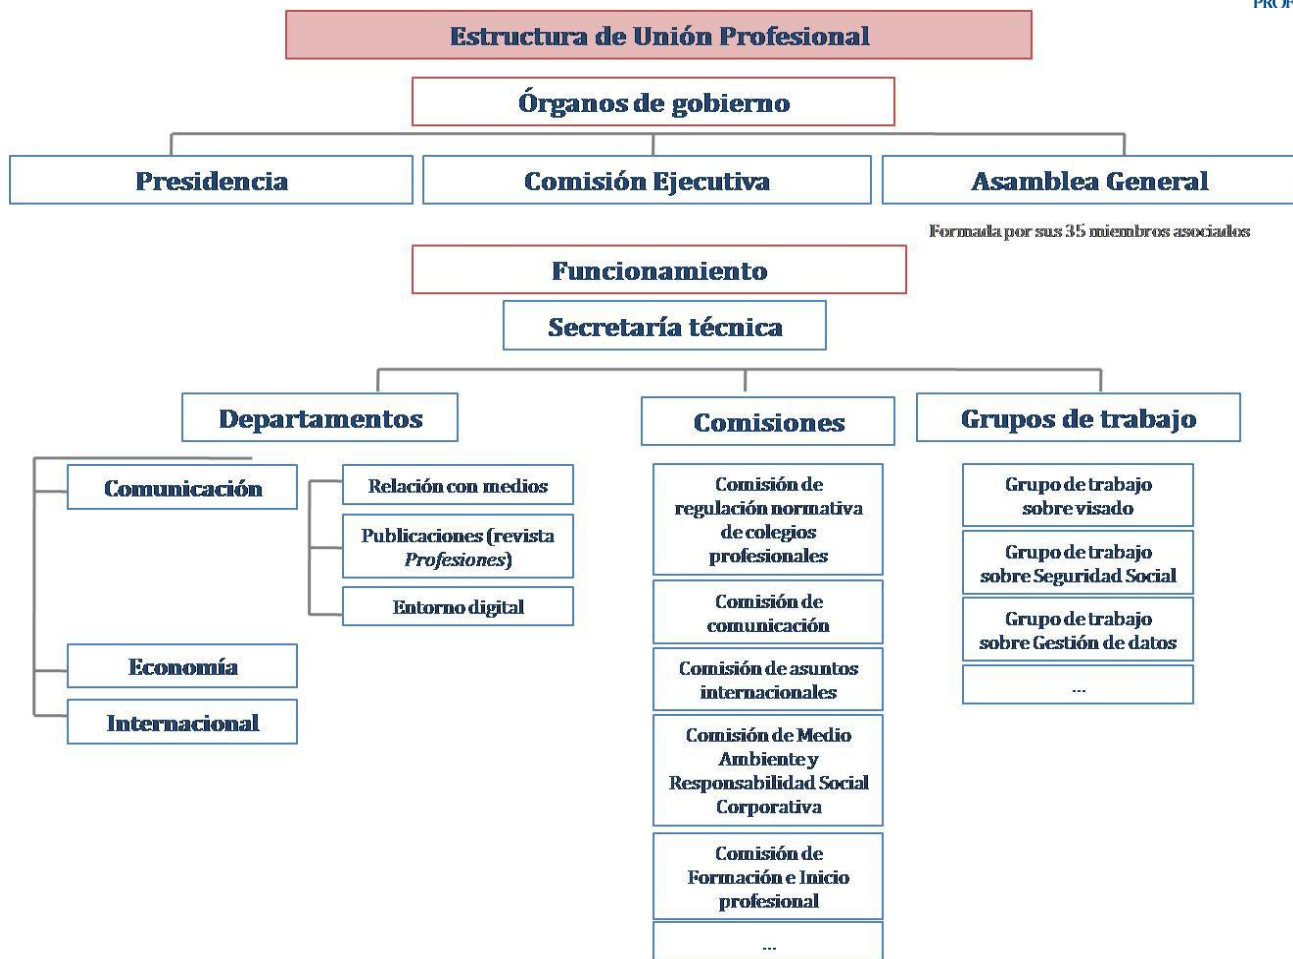 PROF
Estructura de Unión Profesional
Órganos de gobierno
Presidencia
Comisión Ejecutiva
Asamblea General
Formada por sus 35 miembros asociados
Funcionamiento
Secretaría técnica
Departamentos
Comisiones
Grupos de trabajo
Comunicación
Relación con medios
Publicaciones (revista
Profesiones)
Entorno digital
Economía
Internacional
Comisión de
regulación normativa
de colegios
profesionales
Comisión de
comunicación
Comisión de asuntos
internacionales
Comisión de Medio
Ambiente y
Responsabilidad Social
Corporativa
Comisión de
Formación e Inicio
profesional
...
Grupo de trabajo
sobre visado
Grupo de trabajo
sobre Seguridad Social
Grupo de trabajo
sobre Gestión de datos
...